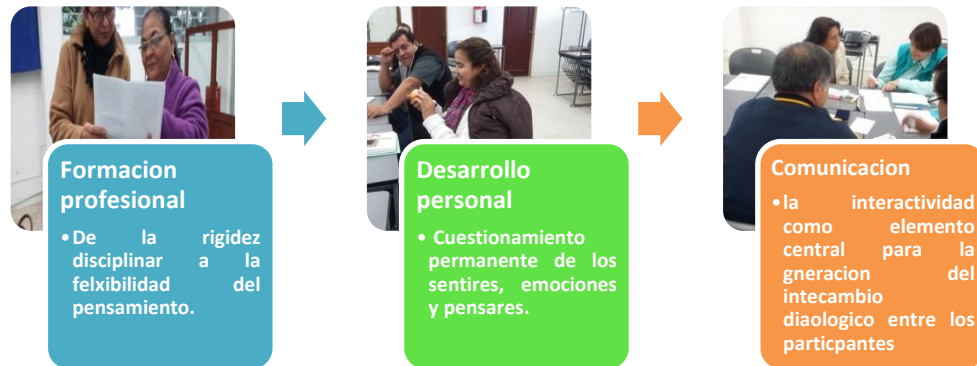 Formacion
profesional
•De la rigidez
disciplinar a la
felxibilidad del
pensamiento.
Desarrollo
personal
• Cuestionamiento
permanente de los
sentires, emociones
y pensares.
Comunicacion
•la interactividad
como elemento
central para la
gneracion del
intecambio
diaologico entre los
particpantes